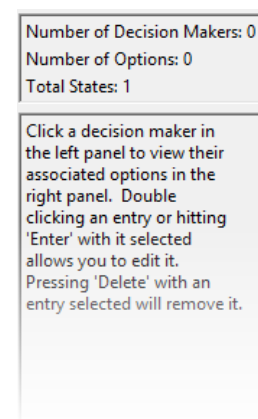 Number of Decision Makers: 0
Number of Options: 0
Total States: 1
Click a decision maker in
the left panel to view their
associated options in the
right panel. Double
clicking an entry or hitting
'Enter' with it selected
allows you to edit it.
Pressing 'Delete' with an
entry selected will remove it.